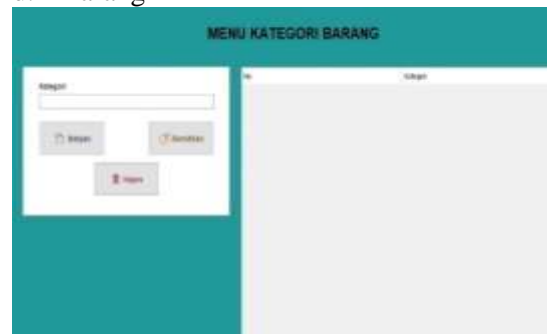 MENU KATEGORI BARANG
Kategori
No Kategori
Simpan
Bersihkan
Hapus